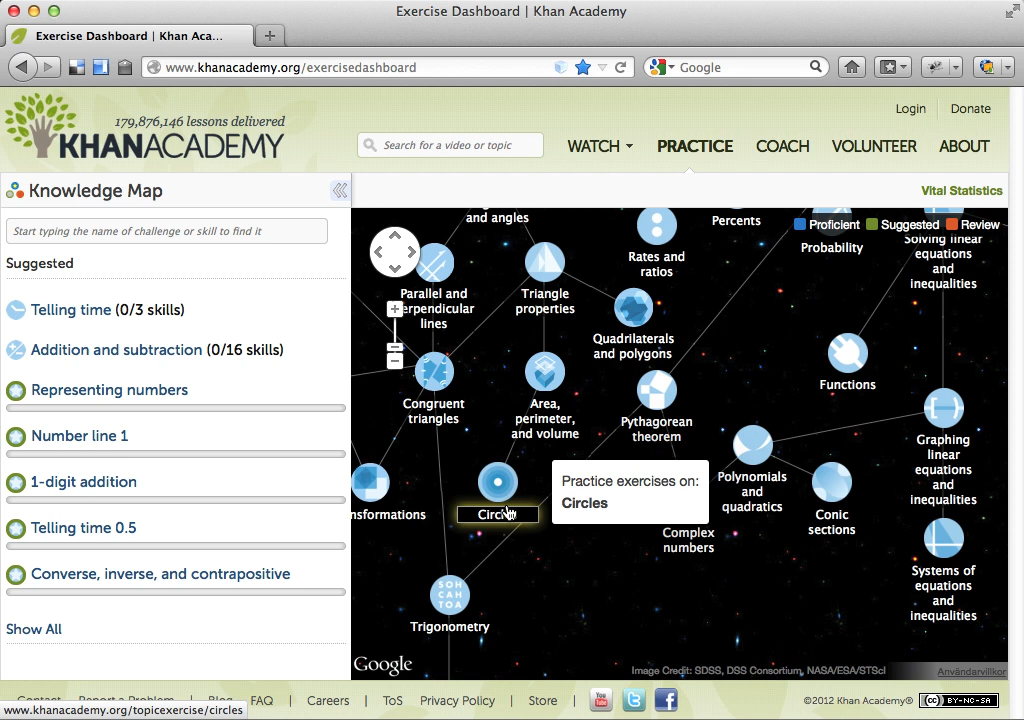 Exercise Dashboard | Khan Academy
Exercise Dashboard | Khan Aca...
www.khanacademy.org/exercisedashboard
Google
179,876,146 lessons delivered
KHANACADEMY
Login
Donate
Search for a video or topic
WATCH
PRACTICE
COACH
VOLUNTEER
ABOUT
Knowledge Map
Vital Statistics
Start typing the name of challenge or skill to find it
Suggested
Telling time (0/3 skills)
Addition and subtraction (0/16 skills)
Representing numbers
Number line 1
1-digit addition
Telling time 0.5
Converse, inverse, and contrapositive
Show All
Proficient
Suggested
Review
and angles
Percents
Probability
Solving linear
equations
and
inequalities
Rates and
ratios
Parallel and
erpendicular
lines
Triangle
properties
Quadrilaterals
and polygons
Functions
Congruent
triangles
Area,
perimeter,
and volume
Pythagorean
theorem
Graphing
linear
equations
and
inequalities
Polynomials
and
quadratics
Conic
sections
nsformations
Practice exercises on:
Circles
Complex
numbers
Systems of
equations
and
inequalities
SOH
CAH
TOA
Trigonometry
Google
Image Credit: SDSS, DSS Consortium, NASA/ESA/STScI
Användarvillkor
Contact
Report a Problem
Blog
FAQ
|
Careers
|
ToS
Privacy Policy
|
Store
|
You
Tube
©2012 Khan Academy®
cc BY-NC-SA
www.khanacademy.org/topicexercise/circles